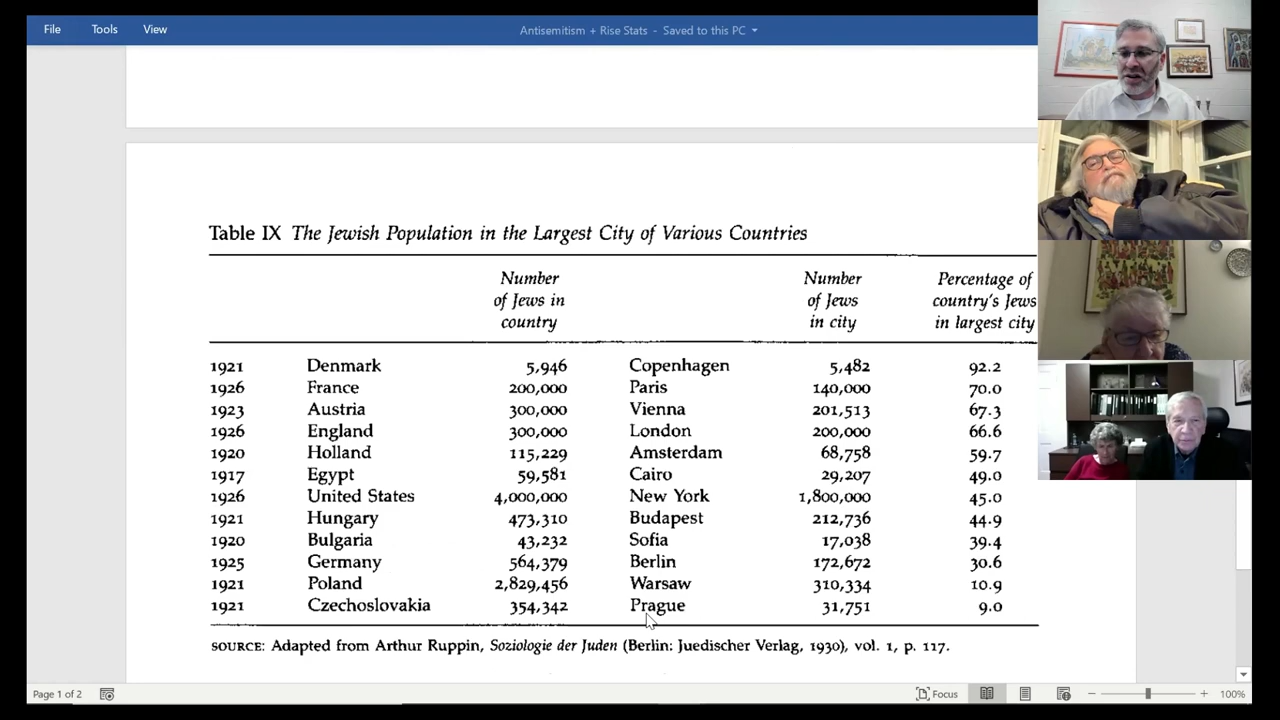 File Tools View Antisemitism + Rise Stats - Saved to this PC
Table IX The Jewish Population in the Largest City of Various Countries
Number of Jews in country Number of Jews in city Percentage of country's Jews in largest city
1921 Denmark 5,946 Copenhagen 5,482 92.2
1926 France 200,000 Paris 140,000 70.0
1923 Austria 300,000 Vienna 201,513 67.3
1926 England 300,000 London 200,000 66.6
1920 Holland 115,229 Amsterdam 68,758 59.7
1917 Egypt 59,581 Cairo 29,207 49.0
1926 United States 4,000,000 New York 1,800,000 45.0
1921 Hungary 473,310 Budapest 212,736 44.9
1920 Bulgaria 43,232 Sofia 17,038 39.4
1925 Germany 564,379 Berlin 172,672 30.6
1921 Poland 2,829,456 Warsaw 310,334 10.9
1921 Czechoslovakia 354,342 Prague 31,751 9.0
SOURCE: Adapted from Arthur Ruppin, Soziologie der Juden (Berlin: Juedischer Verlag, 1930), vol. 1, p. 117.
Page 1 of 2 Focus 100%